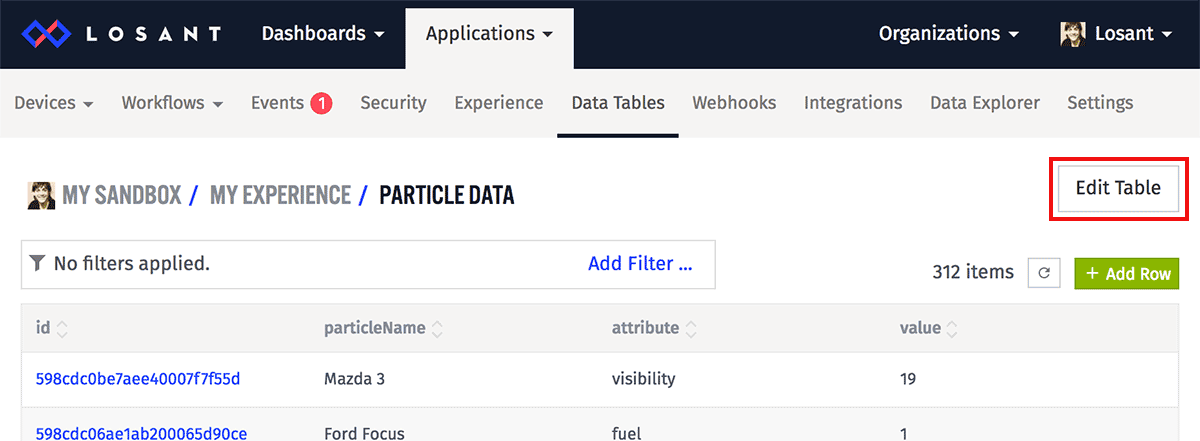 LOSANT Dashboards Applications Organizations Losant
Devices Workflows Events 1 Security Experience Data Tables Webhooks Integrations Data Explorer Settings
MY SANDBOX / MY EXPERIENCE / PARTICLE DATA Edit Table
No filters applied. Add Filter ... 312 items + Add Row
id particleName attribute value
598cdc0be7aee40007f7f55d Mazda 3 visibility 19
598cdc06ae1ab200065d90ce Ford Focus fuel 1